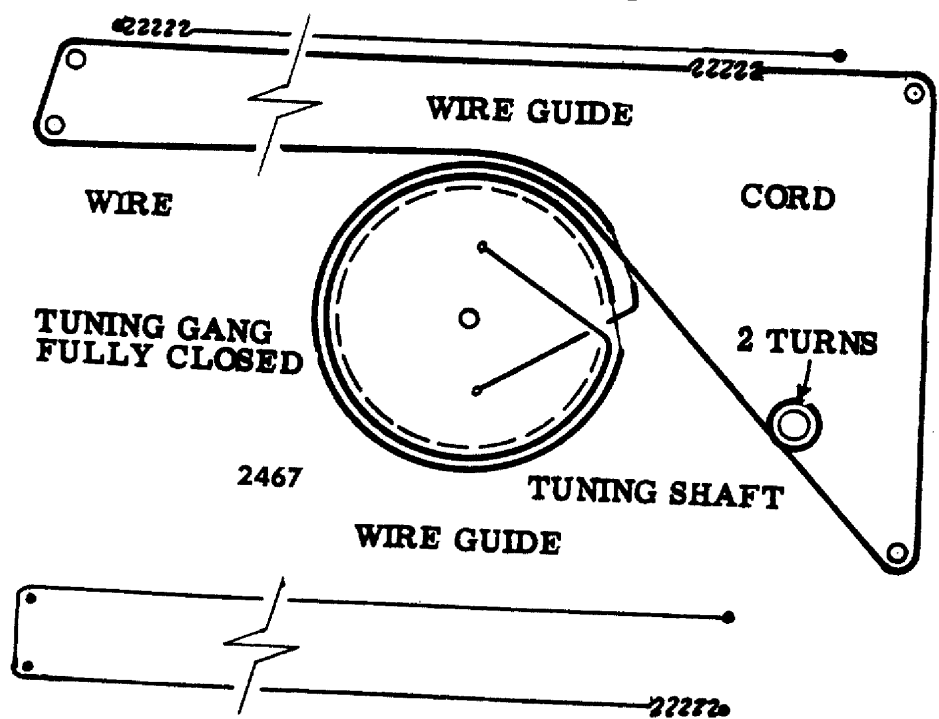 WIRE GUIDE
WIRE
CORD
TUNING GANG
FULLY CLOSED
2 TURNS
2467
TUNING SHAFT
WIRE GUIDE